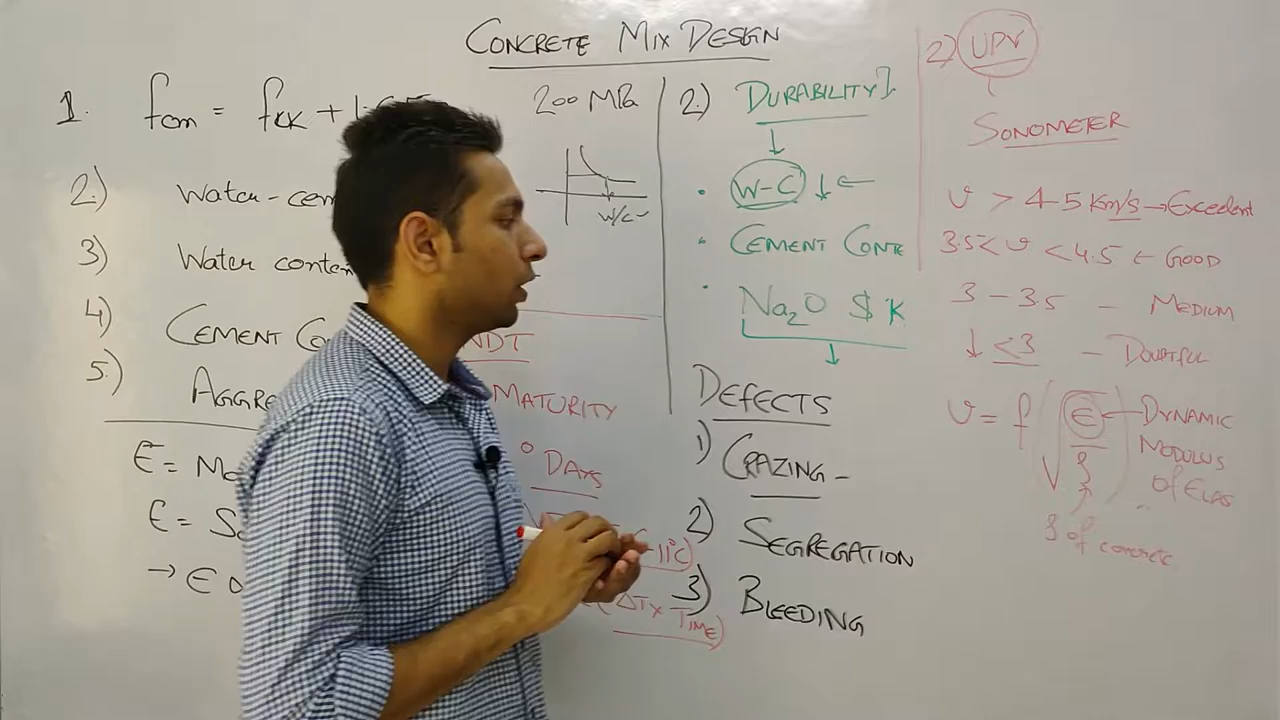 CONCRETE MIX DESIGN
1. fcm = fck +
2.) Water-cem
3) Water conten
4) CEMENT CO
5.) AGGRE
E =
E =
→ E
200 MPa
W/C
NDT
MATURITY
° DAYS
-11°C)
(ΔT x TIME)
2.) DURABILITY].
↓
• W-C ↓ ←
• CEMENT CONTE
• Na2O $ K
↓
DEFECTS
1) CRAZING -
2) SEGREGATION
3) BLEEDING
2) UPV
SONOMETER
v > 4.5 Km/s → Excellent
3.5 < v < 4.5 ← GOOD
3 - 3.5 - MEDIUM
↓ < 3 - DOUBTFUL
v = f (√E/ρ) ← DYNAMIC
MODULUS
of ELAS
ρ of concrete